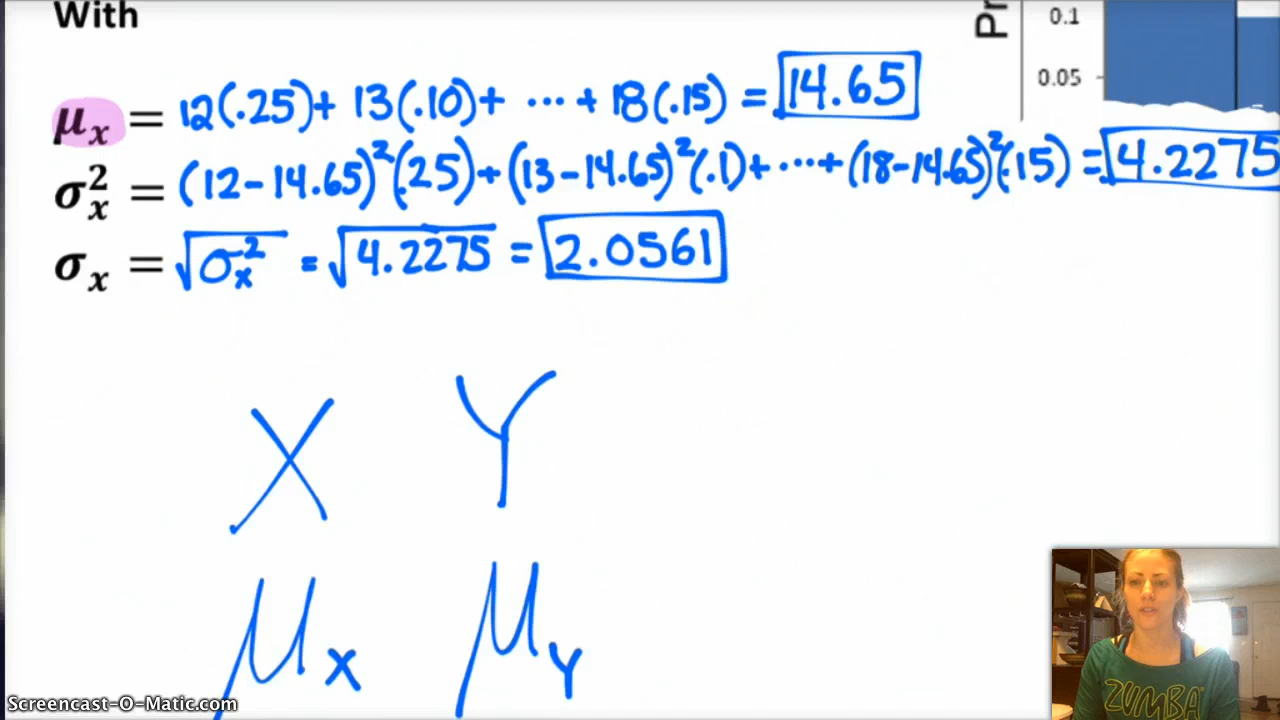 With
Pr
0.1
0.05
μx = 12(.25)+ 13(.10)+ ... + 18(.15) = 14.65
σ²x = (12-14.65)²(.25)+(13-14.65)²(.1)+...+(18-14.65)²(.15)=4.2275
σx = √σx² = √4.2275 = 2.0561
X Y
μx μY
ZUMBA
Screencast-O-Matic.com